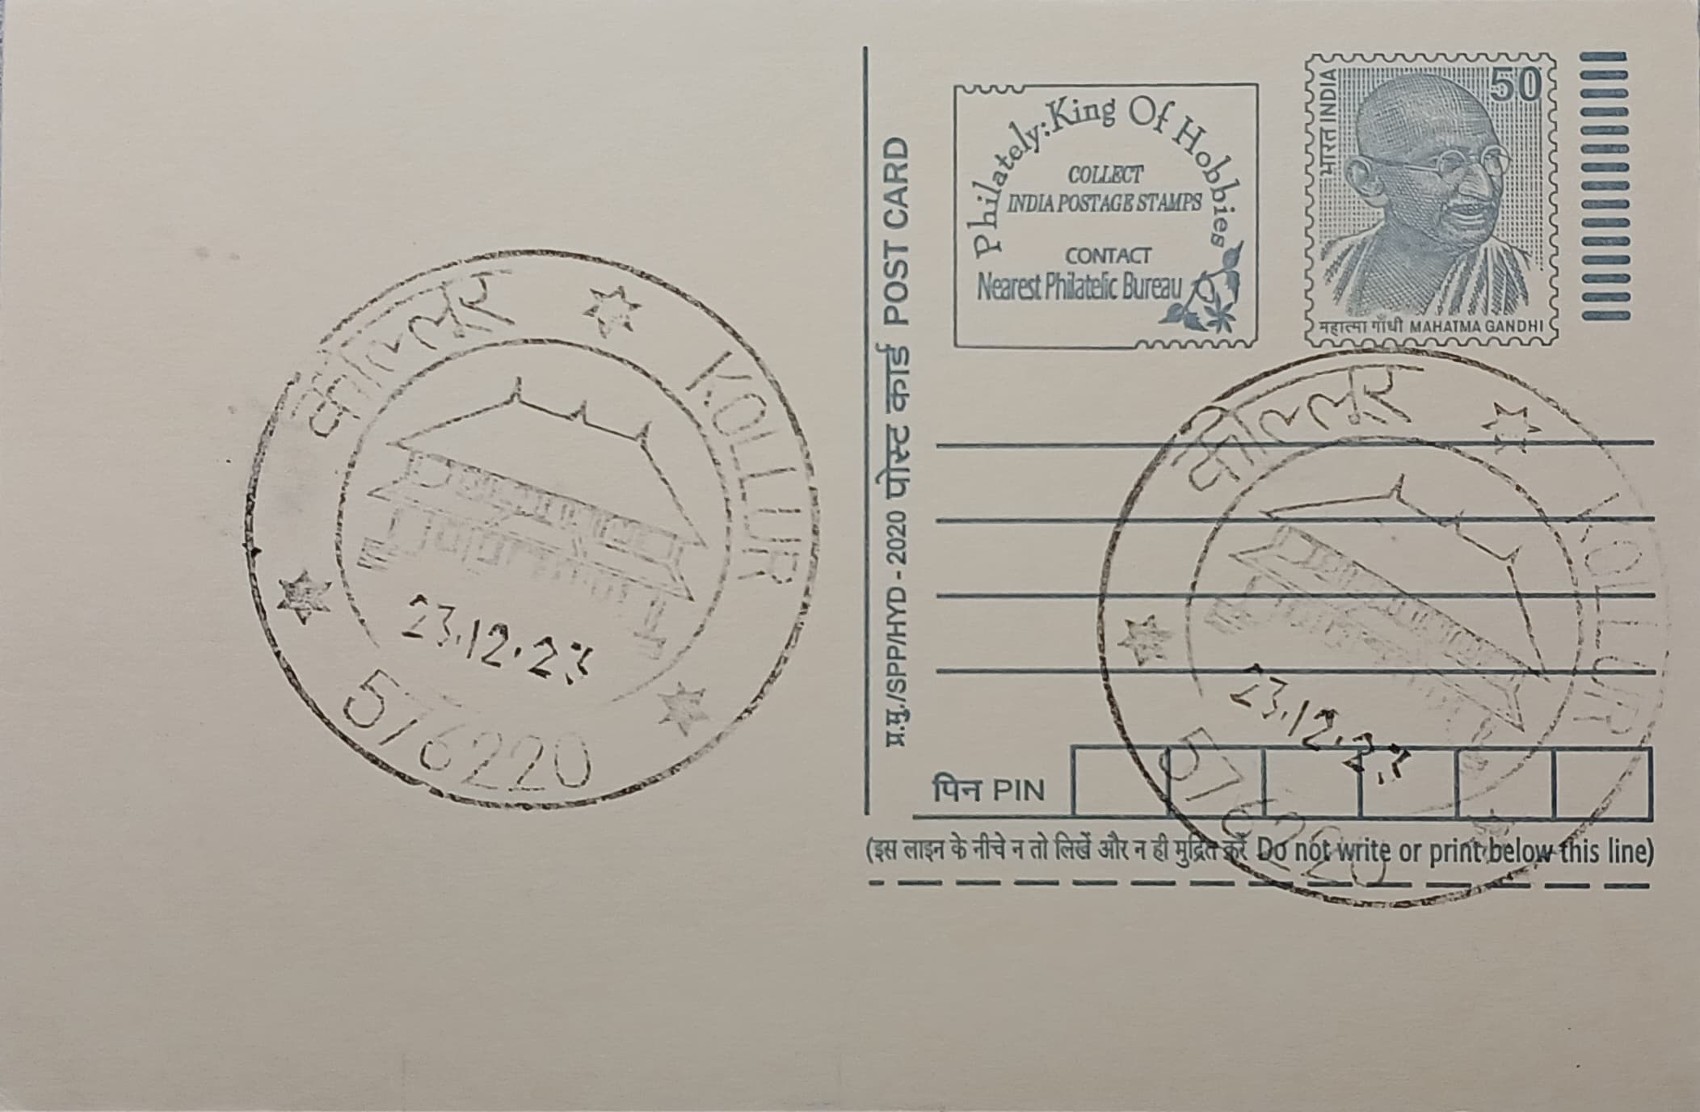 कोल्लूर
KOLLUR
23.12.23
576220
प्र.मु./SPP/HYD - 2020 पोस्ट कार्ड POST CARD
Philately:King Of Hobbies
COLLECT
INDIA POSTAGE STAMPS
CONTACT
Nearest Philatelic Bureau
भारत INDIA
50
महात्मा गाँधी MAHATMA GANDHI
कोल्लूर
KOLLUR
23.12.23
576220
पिन PIN
(इस लाइन के नीचे न तो लिखें और न ही मुद्रित करें Do not write or print below this line)